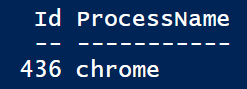 Id ProcessName
-- -----------
436 chrome